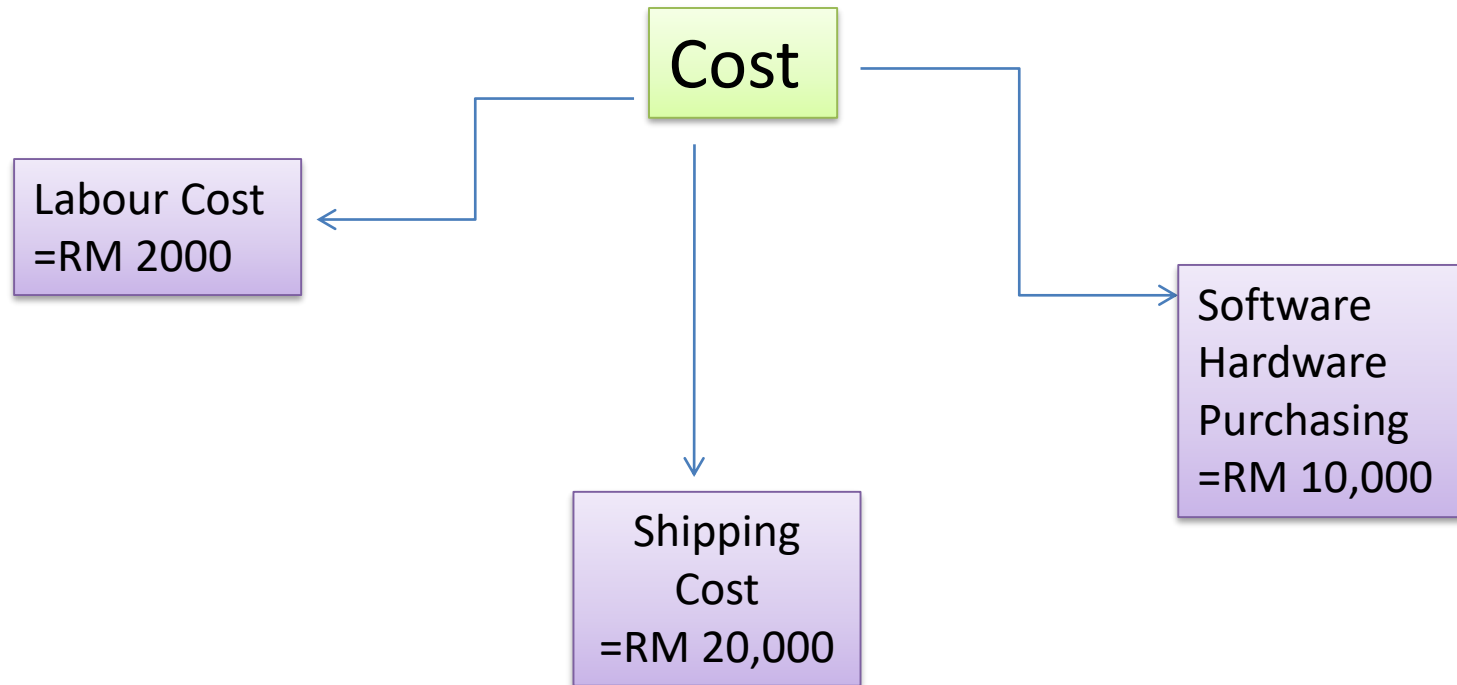 Cost
Labour Cost
=RM 2000
Software
Hardware
Purchasing
=RM 10,000
Shipping
Cost
=RM 20,000